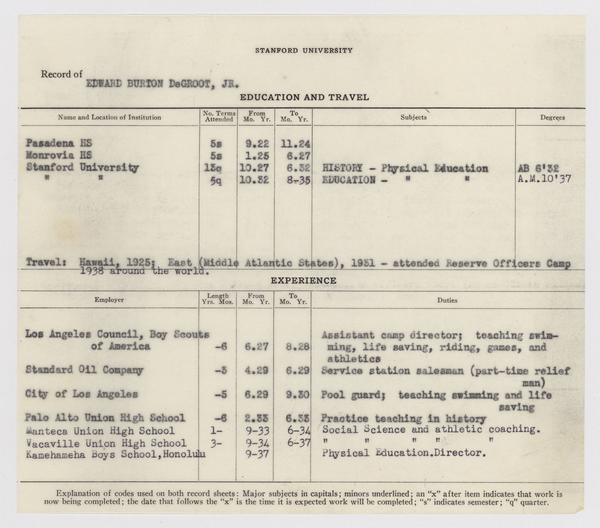 STANFORD UNIVERSITY
Record of EDWARD BURTON DeGROOT, JR.
EDUCATION AND TRAVEL
Name and Location of Institution No. Terms Attended From Mo. Yr. To Mo. Yr. Subjects Degrees
Pasadena HS 5s 9.22 11.24
Monrovia HS 5s 1.25 6.27
Stanford University 13q 10.27 6.32 HISTORY - Physical Education AB 6'32
" " 5q 10.32 8-35 EDUCATION - " " A.M.10'37
Travel: Hawaii, 1925; East (Middle Atlantic States), 1931 - attended Reserve Officers Camp
1938 around the world.
EXPERIENCE
Employer Length Yrs. Mos. From Mo. Yr. To Mo. Yr. Duties
Los Angeles Council, Boy Scouts Assistant camp director; teaching swim-
of America -6 6.27 8.28 ming, life saving, riding, games, and
athletics
Standard Oil Company -3 4.29 6.29 Service station salesman (part-time relief
man)
City of Los Angeles -5 6.29 9.30 Pool guard; teaching swimming and life
saving
Palo Alto Union High School -6 2.33 6.33 Practice teaching in history
Manteca Union High School 1- 9-33 6-34 Social Science and athletic coaching.
Vacaville Union High School 3- 9-34 6-37 " " " " "
Kamehameha Boys School,Honolulu 9-37 Physical Education.Director.
Explanation of codes used on both record sheets: Major subjects in capitals; minors underlined; an "x" after item indicates that work is
now being completed; the date that follows the "x" is the time it is expected work will be completed; "s" indicates semester; "q" quarter.